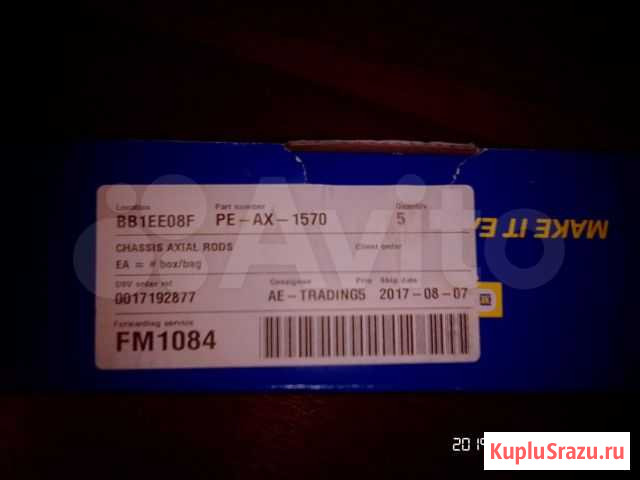 Location Part number Quantity
BB1EE08F PE-AX-1570 5
CHASSIS AXIAL RODS Client order
EA = # box/bag
DSV order ref Consignee Prio Ship date
0017192877 AE-TRADING5 2017-08-07
Forwarding service
FM1084
MAKE IT EA
Avito
2019
KupluSrazu.ru